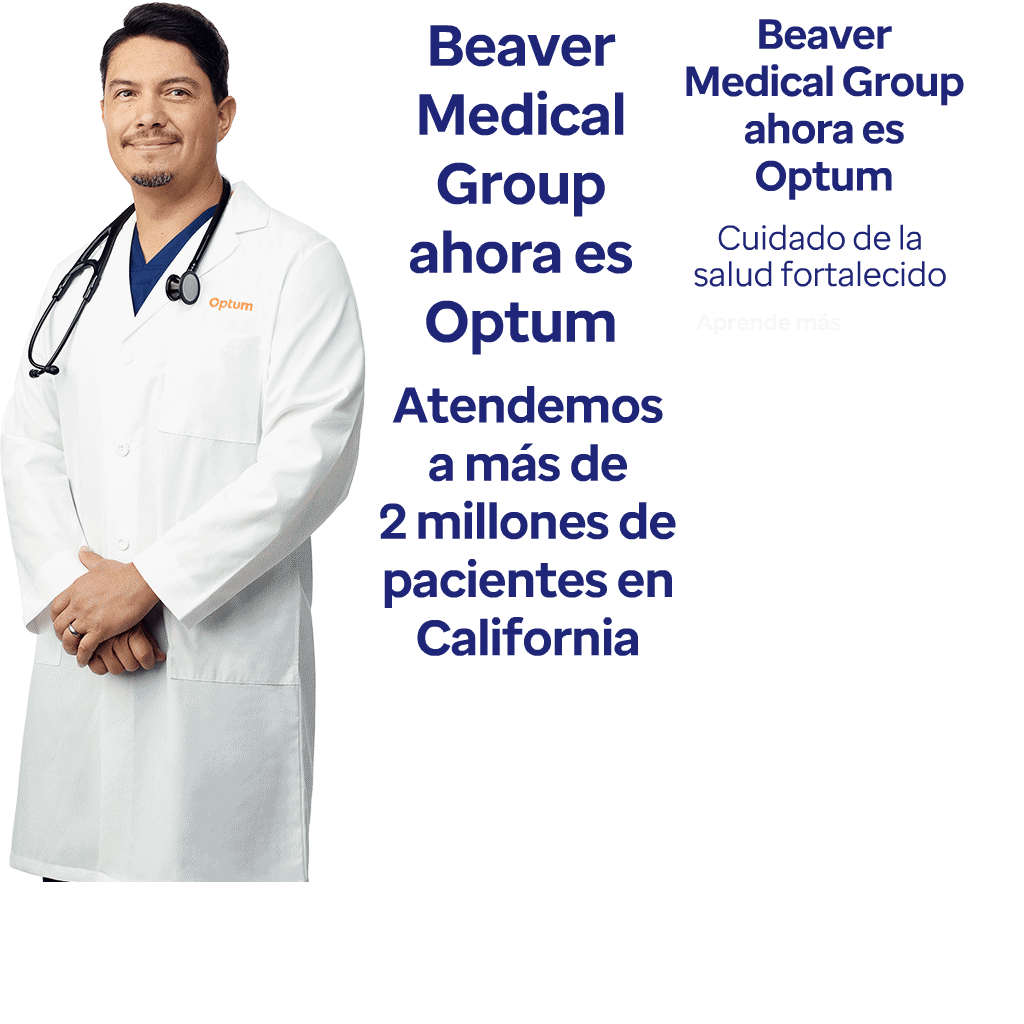 Optum
Beaver
Medical
Group
ahora es
Optum
Atendemos
a más de
2 millones de
pacientes en
California
Beaver
Medical Group
ahora es
Optum
Cuidado de la
salud fortalecido
Aprende más